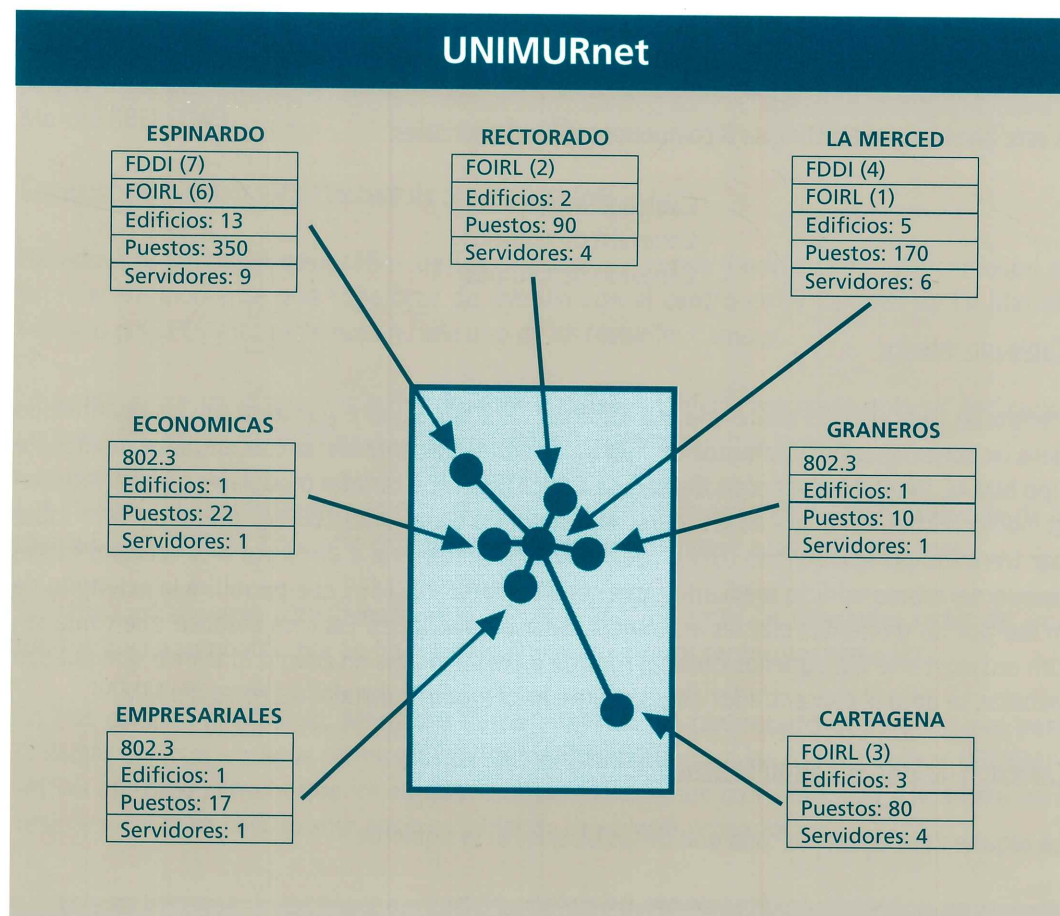 UNIMURnet
ESPINARDO
FDDI (7)
FOIRL (6)
Edificios: 13
Puestos: 350
Servidores: 9
RECTORADO
FOIRL (2)
Edificios: 2
Puestos: 90
Servidores: 4
LA MERCED
FDDI (4)
FOIRL (1)
Edificios: 5
Puestos: 170
Servidores: 6
ECONOMICAS
802.3
Edificios: 1
Puestos: 22
Servidores: 1
GRANEROS
802.3
Edificios: 1
Puestos: 10
Servidores: 1
EMPRESARIALES
802.3
Edificios: 1
Puestos: 17
Servidores: 1
CARTAGENA
FOIRL (3)
Edificios: 3
Puestos: 80
Servidores: 4